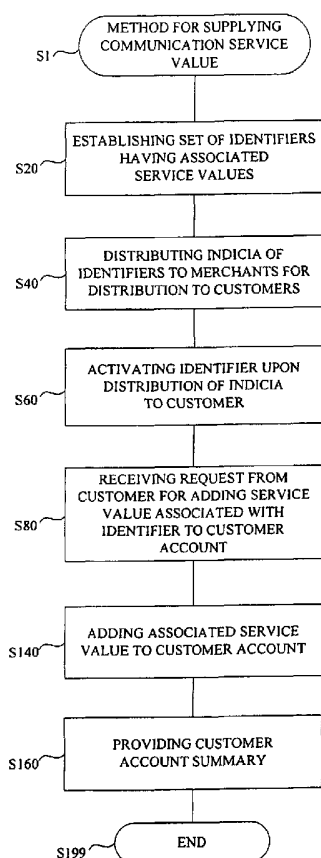 METHOD FOR SUPPLYING
COMMUNICATION SERVICE
VALUE
S1
ESTABLISHING SET OF IDENTIFIERS
HAVING ASSOCIATED
SERVICE VALUES
S20
DISTRIBUTING INDICIA OF
IDENTIFIERS TO MERCHANTS FOR
DISTRIBUTION TO CUSTOMERS
S40
ACTIVATING IDENTIFIER UPON
DISTRIBUTION OF INDICIA
TO CUSTOMER
S60
RECEIVING REQUEST FROM
CUSTOMER FOR ADDING SERVICE
VALUE ASSOCIATED WITH
IDENTIFIER TO CUSTOMER
ACCOUNT
S80
ADDING ASSOCIATED SERVICE
VALUE TO CUSTOMER ACCOUNT
S140
PROVIDING CUSTOMER
ACCOUNT SUMMARY
S160
END
S199